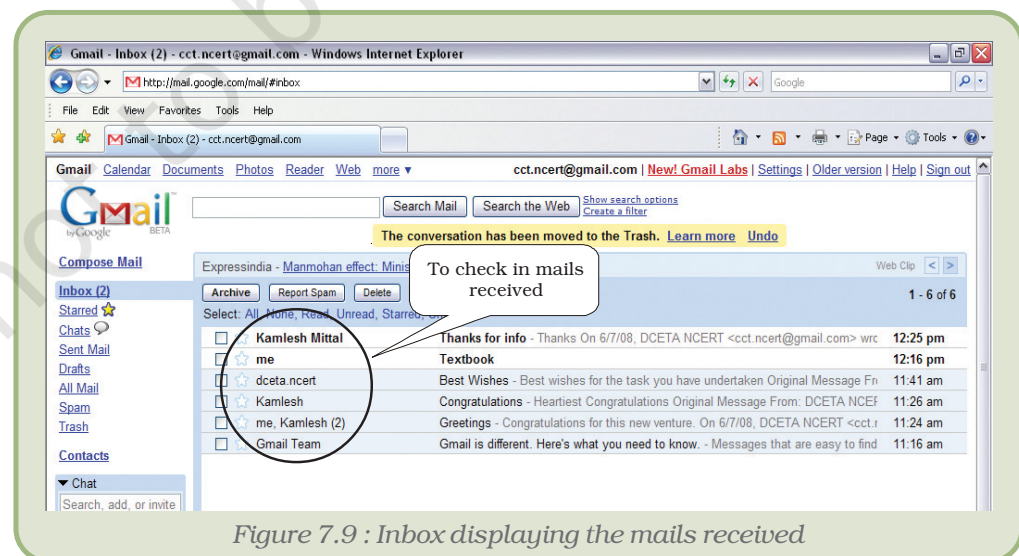 Gmail - Inbox (2) - cct.ncert@gmail.com - Windows Internet Explorer
http://mail.google.com/mail/#inbox
Google
File Edit View Favorites Tools Help
Gmail - Inbox (2) - cct.ncert@gmail.com
Page Tools
Gmail Calendar Documents Photos Reader Web more ▼ cct.ncert@gmail.com | New! Gmail Labs | Settings | Older version | Help | Sign out
Gmail
by Google BETA
Search Mail Search the Web Show search options
Create a filter
The conversation has been moved to the Trash. Learn more Undo
Compose Mail
Expressindia - Manmohan effect: Minis
Web Clip < >
To check in mails
received
Inbox (2)
Archive Report Spam Delete 1 - 6 of 6
Starred
Select: All, None, Read, Unread, Starred,
Chats
Kamlesh Mittal Thanks for info - Thanks On 6/7/08, DCETA NCERT <cct.ncert@gmail.com> wrc 12:25 pm
Sent Mail
me Textbook 12:16 pm
Drafts
dceta.ncert Best Wishes - Best wishes for the task you have undertaken Original Message Fr 11:41 am
All Mail
Kamlesh Congratulations - Heartiest Congratulations Original Message From: DCETA NCEF 11:26 am
Spam
me, Kamlesh (2) Greetings - Congratulations for this new venture. On 6/7/08, DCETA NCERT <cct.r 11:24 am
Trash
Gmail Team Gmail is different. Here's what you need to know. - Messages that are easy to find 11:16 am
Contacts
▼ Chat
Search, add, or invite
Figure 7.9 : Inbox displaying the mails received
not to b